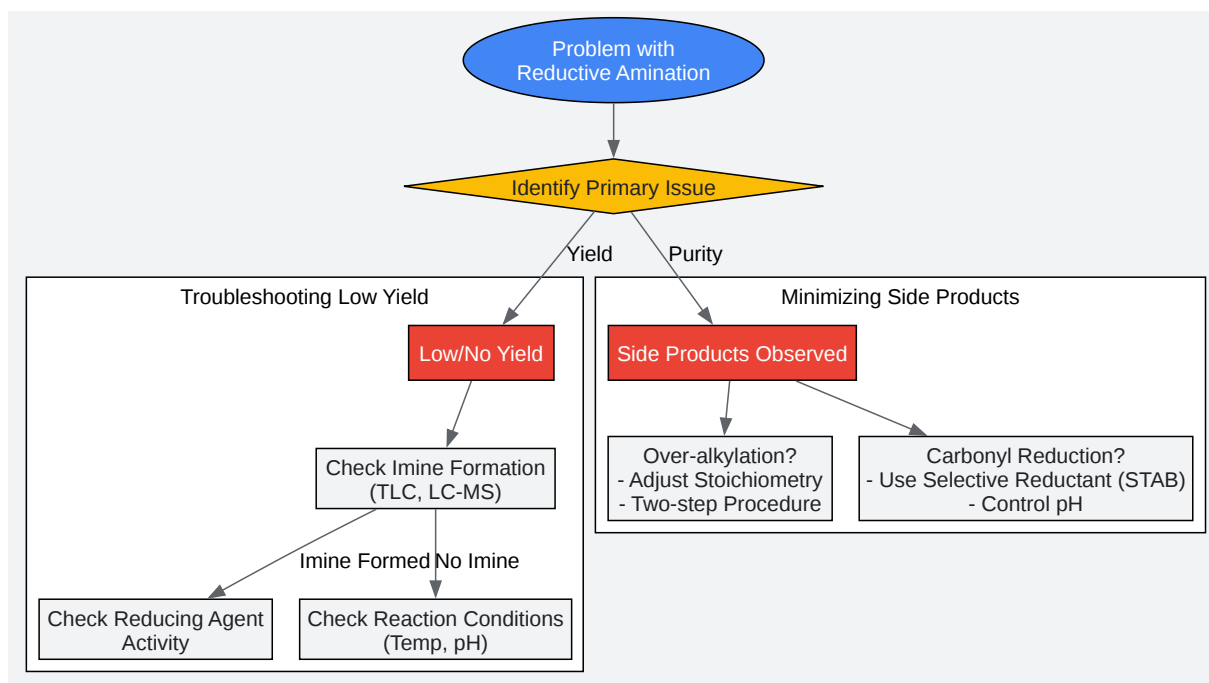 Problem with
Reductive Amination
Identify Primary Issue
Yield
Purity
Troubleshooting Low Yield
Low/No Yield
Check Imine Formation
(TLC, LC-MS)
Imine Formed
No Imine
Check Reducing Agent
Activity
Check Reaction Conditions
(Temp, pH)
Minimizing Side Products
Side Products Observed
Over-alkylation?
- Adjust Stoichiometry
- Two-step Procedure
Carbonyl Reduction?
- Use Selective Reductant (STAB)
- Control pH